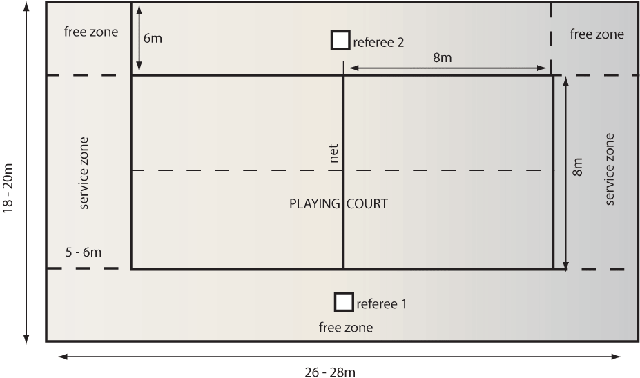 free zone
6m
referee 2
free zone
8m
18 - 20m
service zone
net
8m
service zone
PLAYING COURT
5 - 6m
referee 1
free zone
26 - 28m